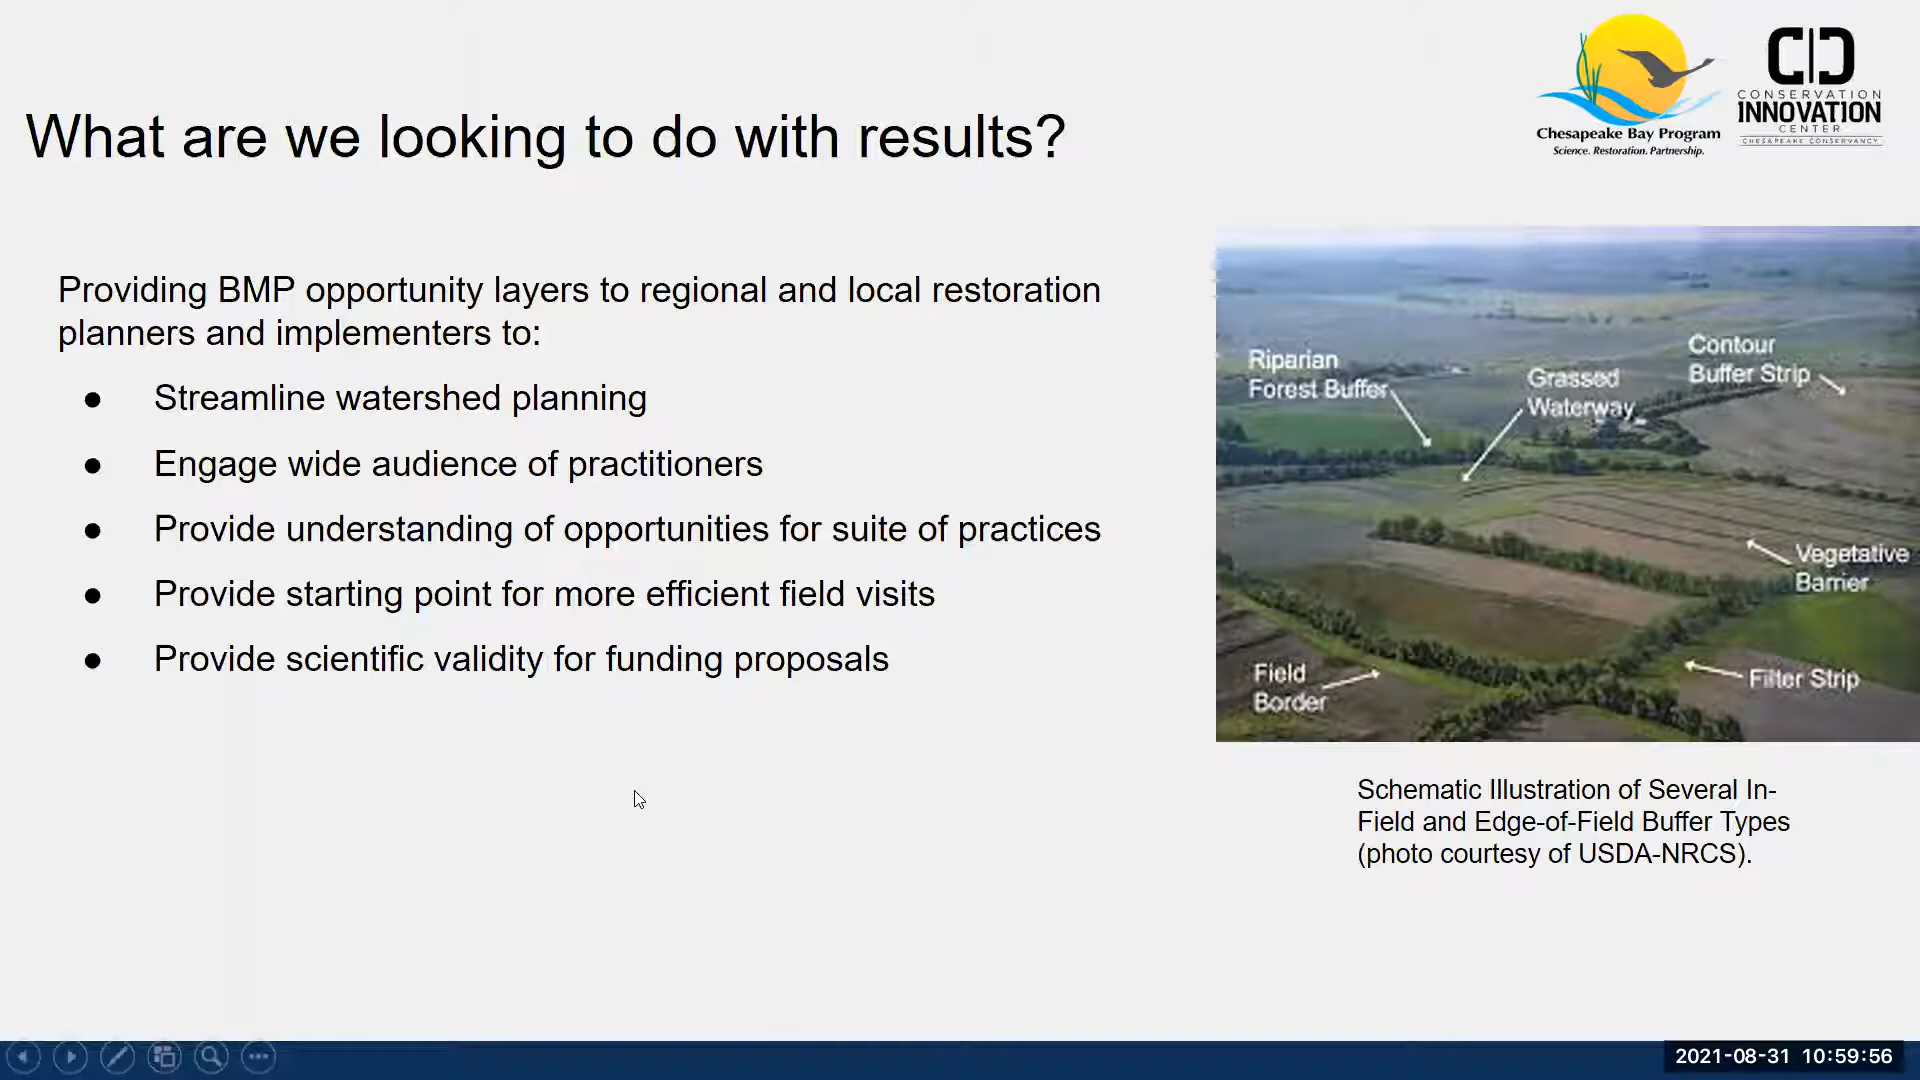 What are we looking to do with results?
Chesapeake Bay Program
Science. Restoration. Partnership.
CONSERVATION
INNOVATION
CENTER
CHESAPEAKE CONSERVANCY
Providing BMP opportunity layers to regional and local restoration
planners and implementers to:
● Streamline watershed planning
● Engage wide audience of practitioners
● Provide understanding of opportunities for suite of practices
● Provide starting point for more efficient field visits
● Provide scientific validity for funding proposals
Riparian
Forest Buffer
Grassed
Waterway
Contour
Buffer Strip
Vegetative
Barrier
Field
Border
Filter Strip
Schematic Illustration of Several In-
Field and Edge-of-Field Buffer Types
(photo courtesy of USDA-NRCS).
2021-08-31 10:59:56